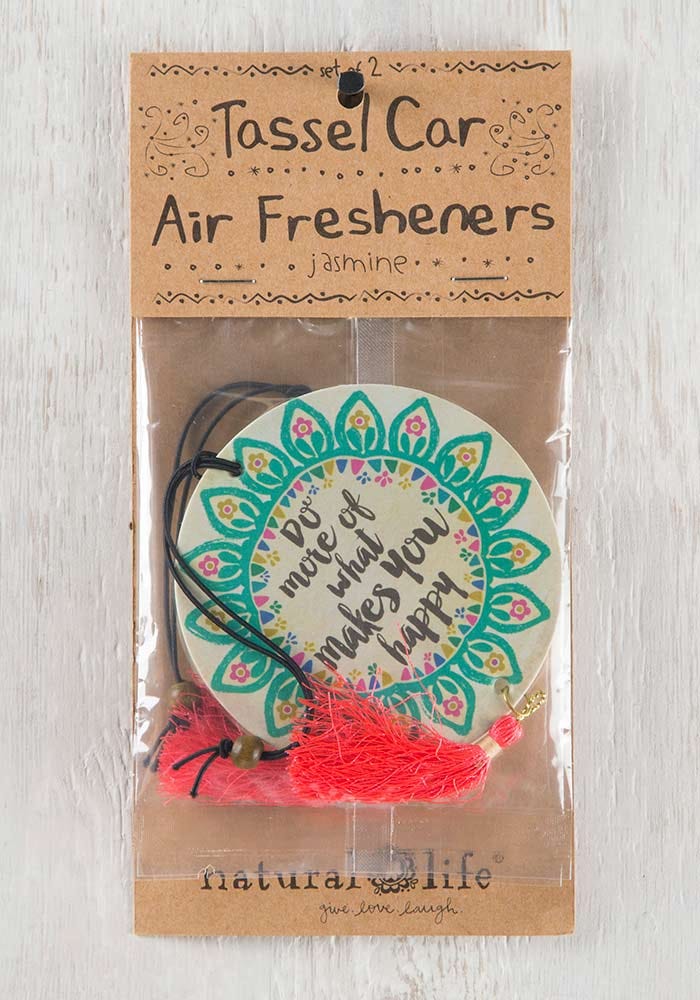 set of 2
Tassel Car
Air Fresheners
jasmine
Do
more of
what
makes you
happy
natural life®
give.love.laugh.